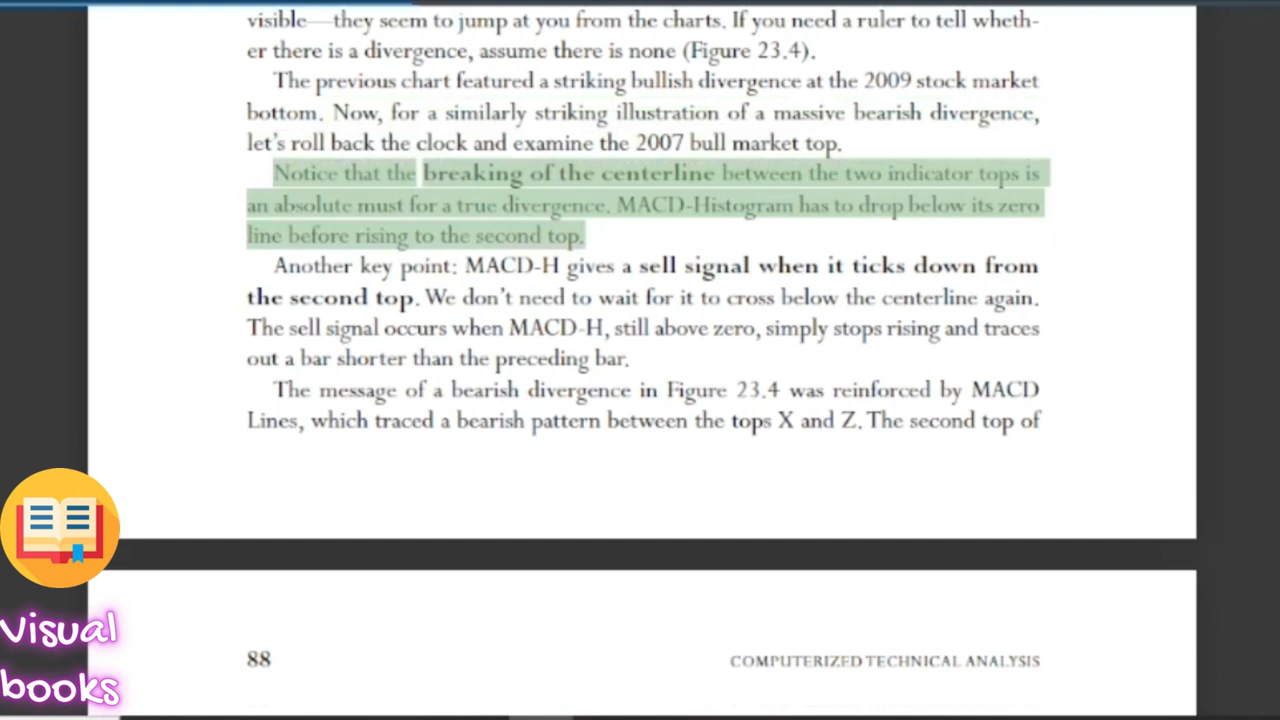 visible—they seem to jump at you from the charts. If you need a ruler to tell wheth-
er there is a divergence, assume there is none (Figure 23.4).
The previous chart featured a striking bullish divergence at the 2009 stock market
bottom. Now, for a similarly striking illustration of a massive bearish divergence,
let's roll back the clock and examine the 2007 bull market top.
Notice that the breaking of the centerline between the two indicator tops is
an absolute must for a true divergence. MACD-Histogram has to drop below its zero
line before rising to the second top.
Another key point: MACD-H gives a sell signal when it ticks down from
the second top. We don't need to wait for it to cross below the centerline again.
The sell signal occurs when MACD-H, still above zero, simply stops rising and traces
out a bar shorter than the preceding bar.
The message of a bearish divergence in Figure 23.4 was reinforced by MACD
Lines, which traced a bearish pattern between the tops X and Z. The second top of
Visual
books
88 COMPUTERIZED TECHNICAL ANALYSIS